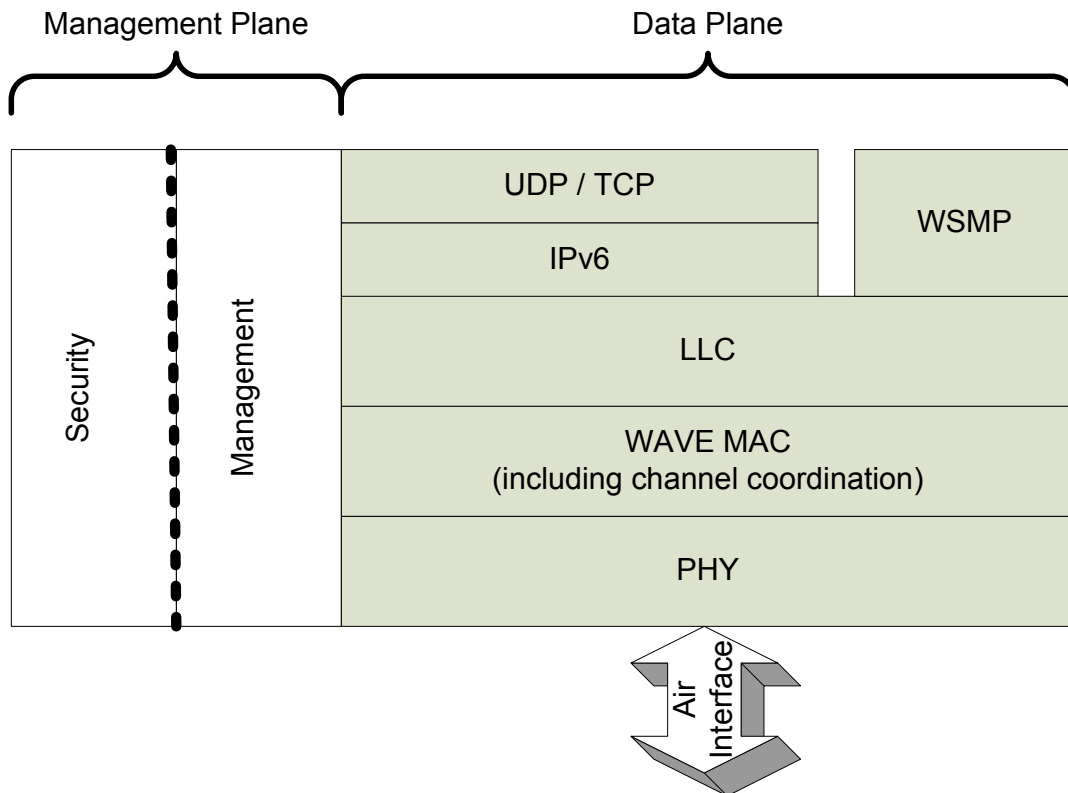 Management Plane
Data Plane
UDP / TCP
WSMP
IPv6
LLC
WAVE MAC
(including channel coordination)
PHY
Security
Management
Air
Interface